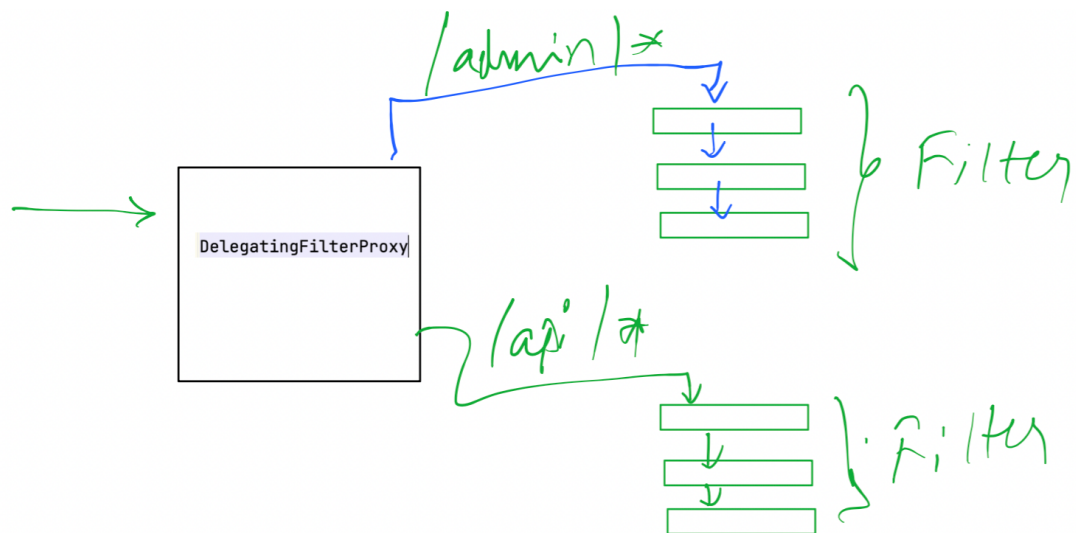 /admin/*
Filter
DelegatingFilterProxy
/api/*
Filter